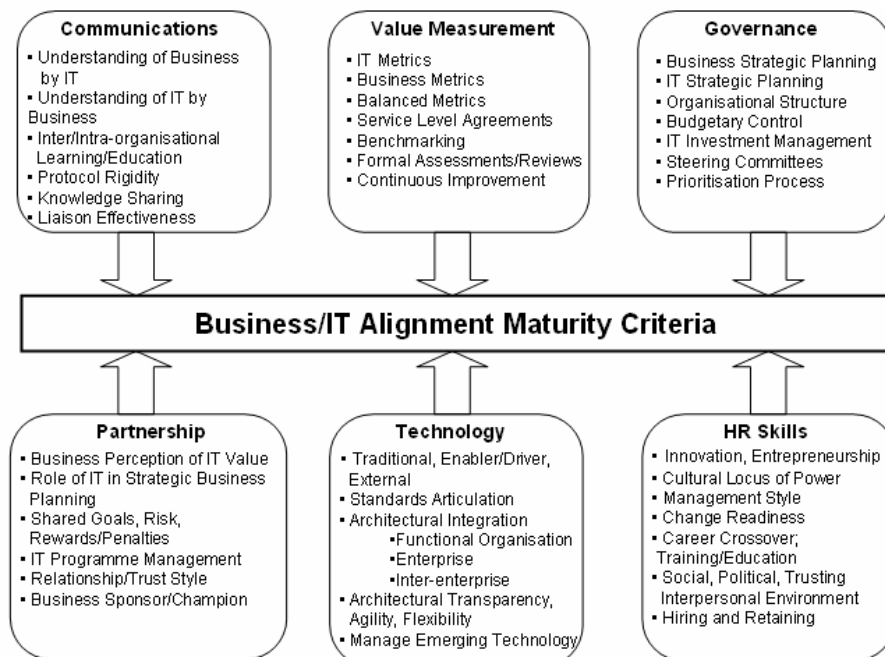 Communications
▪ Understanding of Business
by IT
▪ Understanding of IT by
Business
▪ Inter/Intra-organisational
Learning/Education
▪ Protocol Rigidity
▪ Knowledge Sharing
▪ Liaison Effectiveness
Value Measurement
▪ IT Metrics
▪ Business Metrics
▪ Balanced Metrics
▪ Service Level Agreements
▪ Benchmarking
▪ Formal Assessments/Reviews
▪ Continuous Improvement
Governance
▪ Business Strategic Planning
▪ IT Strategic Planning
▪ Organisational Structure
▪ Budgetary Control
▪ IT Investment Management
▪ Steering Committees
▪ Prioritisation Process
Business/IT Alignment Maturity Criteria
Partnership
▪ Business Perception of IT Value
▪ Role of IT in Strategic Business
Planning
▪ Shared Goals, Risk,
Rewards/Penalties
▪ IT Programme Management
▪ Relationship/Trust Style
▪ Business Sponsor/Champion
Technology
▪ Traditional, Enabler/Driver,
External
▪ Standards Articulation
▪ Architectural Integration
▪Functional Organisation
▪Enterprise
▪Inter-enterprise
▪ Architectural Transparency,
Agility, Flexibility
▪ Manage Emerging Technology
HR Skills
▪ Innovation, Entrepreneurship
▪ Cultural Locus of Power
▪ Management Style
▪ Change Readiness
▪ Career Crossover;
Training/Education
▪ Social, Political, Trusting
Interpersonal Environment
▪ Hiring and Retaining